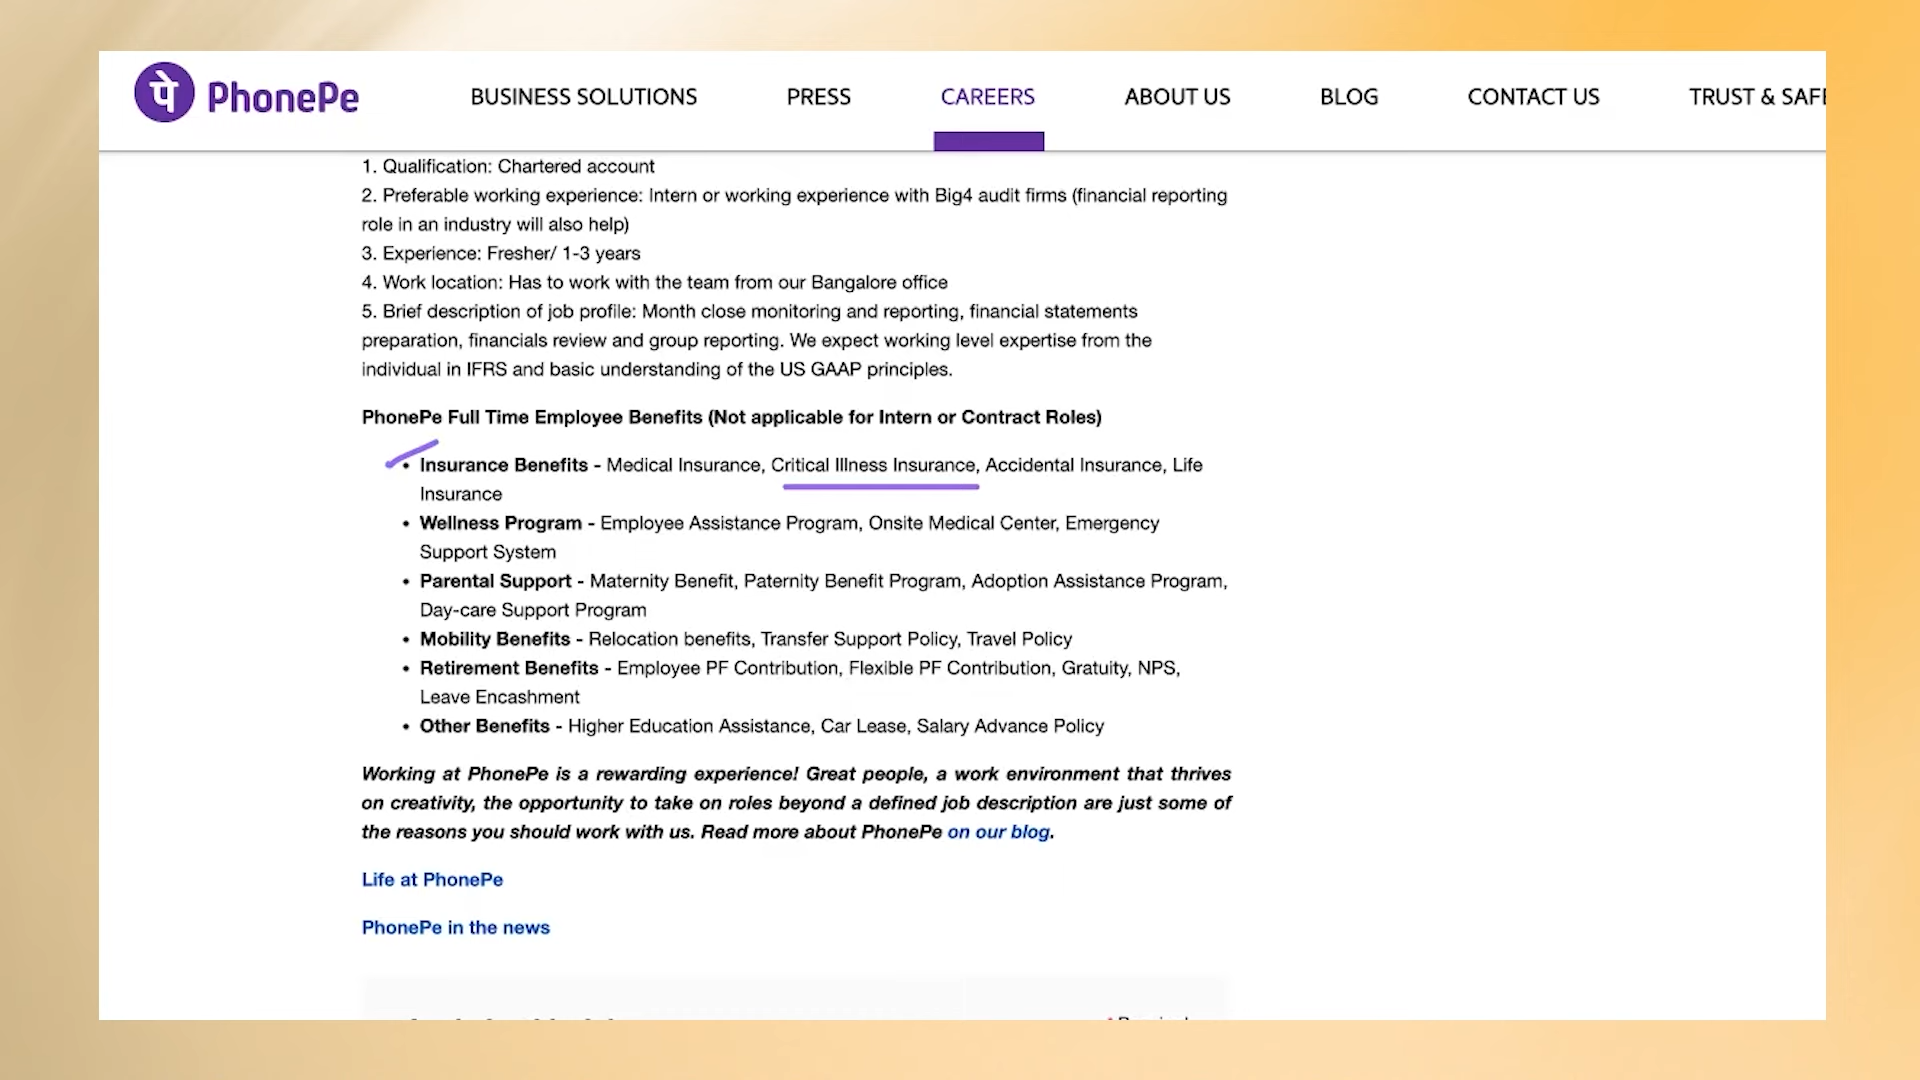 पे PhonePe
BUSINESS SOLUTIONS
PRESS
CAREERS
ABOUT US
BLOG
CONTACT US
TRUST & SAFE
1. Qualification: Chartered account
2. Preferable working experience: Intern or working experience with Big4 audit firms (financial reporting
role in an industry will also help)
3. Experience: Fresher/ 1-3 years
4. Work location: Has to work with the team from our Bangalore office
5. Brief description of job profile: Month close monitoring and reporting, financial statements
preparation, financials review and group reporting. We expect working level expertise from the
individual in IFRS and basic understanding of the US GAAP principles.
PhonePe Full Time Employee Benefits (Not applicable for Intern or Contract Roles)
• Insurance Benefits - Medical Insurance, Critical Illness Insurance, Accidental Insurance, Life
Insurance
• Wellness Program - Employee Assistance Program, Onsite Medical Center, Emergency
Support System
• Parental Support - Maternity Benefit, Paternity Benefit Program, Adoption Assistance Program,
Day-care Support Program
• Mobility Benefits - Relocation benefits, Transfer Support Policy, Travel Policy
• Retirement Benefits - Employee PF Contribution, Flexible PF Contribution, Gratuity, NPS,
Leave Encashment
• Other Benefits - Higher Education Assistance, Car Lease, Salary Advance Policy
Working at PhonePe is a rewarding experience! Great people, a work environment that thrives
on creativity, the opportunity to take on roles beyond a defined job description are just some of
the reasons you should work with us. Read more about PhonePe on our blog.
Life at PhonePe
PhonePe in the news